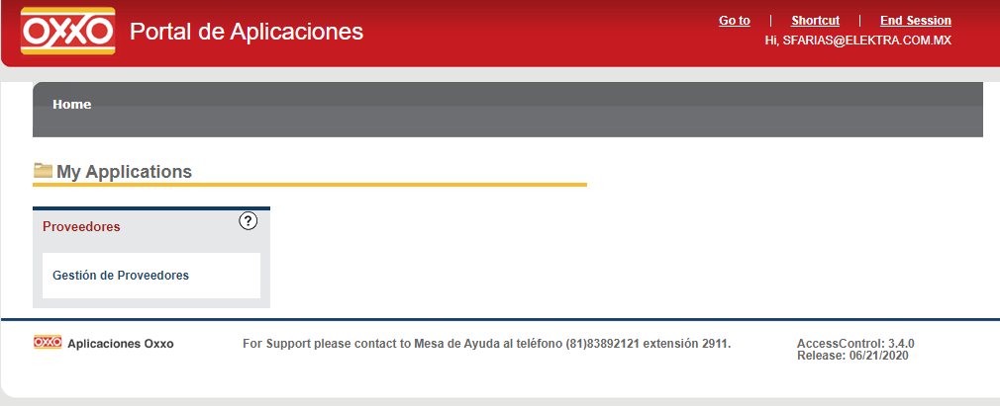 OXXO Portal de Aplicaciones
Go to | Shortcut | End Session
Hi, SFARIAS@ELEKTRA.COM.MX
Home
My Applications
Proveedores ?
Gestión de Proveedores
OXXO Aplicaciones Oxxo
For Support please contact to Mesa de Ayuda al teléfono (81)83892121 extensión 2911.
AccessControl: 3.4.0
Release: 06/21/2020